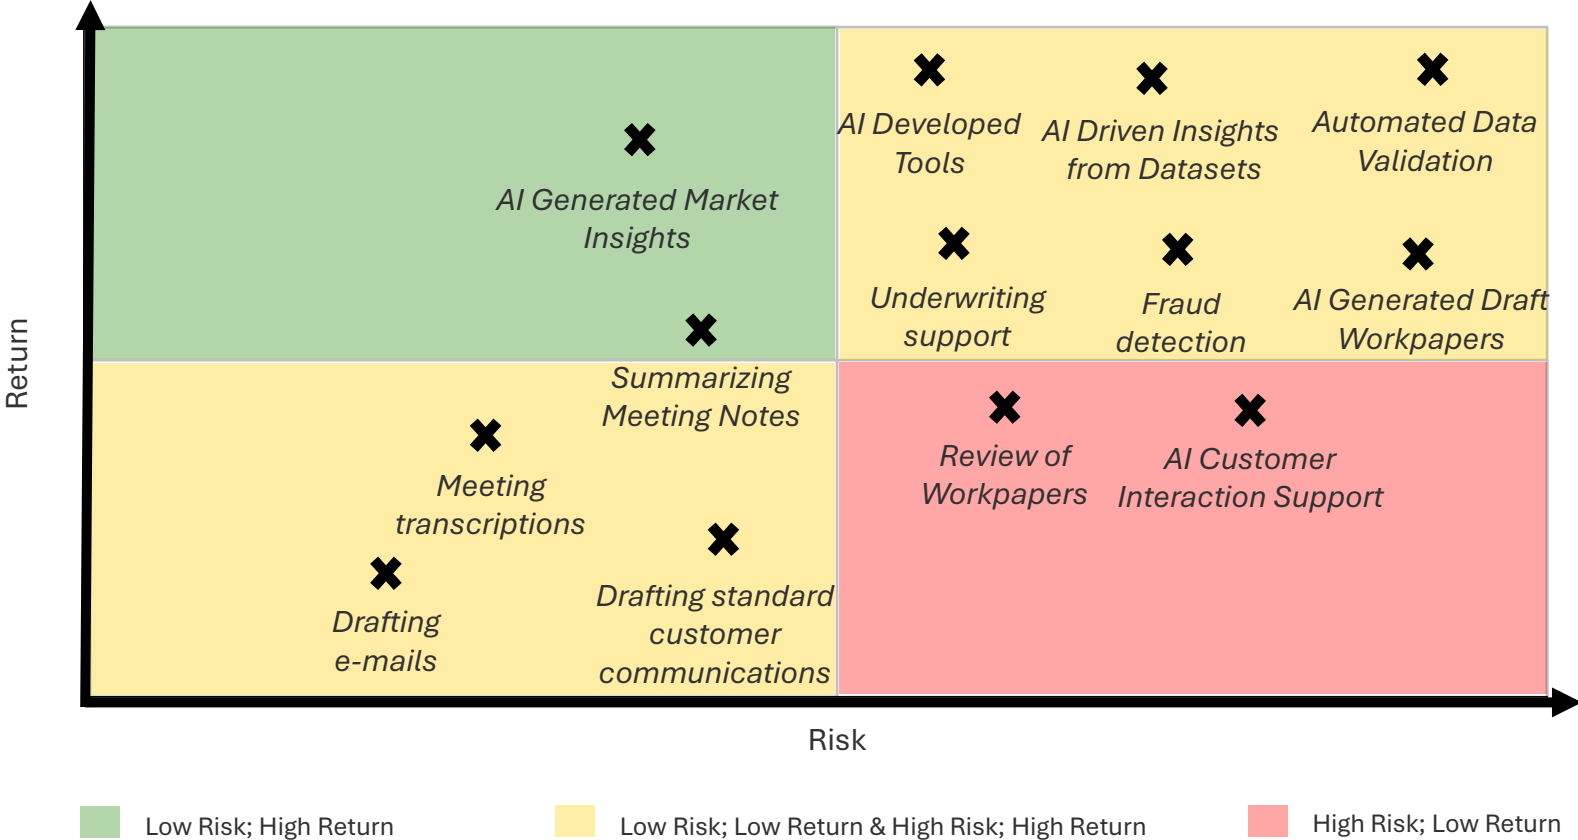 AI Developed
Tools
AI Driven Insights
from Datasets
Automated Data
Validation
AI Generated Market
Insights
Underwriting
support
Fraud
detection
AI Generated Draft
Workpapers
Return
Summarizing
Meeting Notes
Meeting
transcriptions
Review of
Workpapers
AI Customer
Interaction Support
Drafting
e-mails
Drafting standard
customer
communications
Risk
Low Risk; High Return
Low Risk; Low Return & High Risk; High Return
High Risk; Low Return